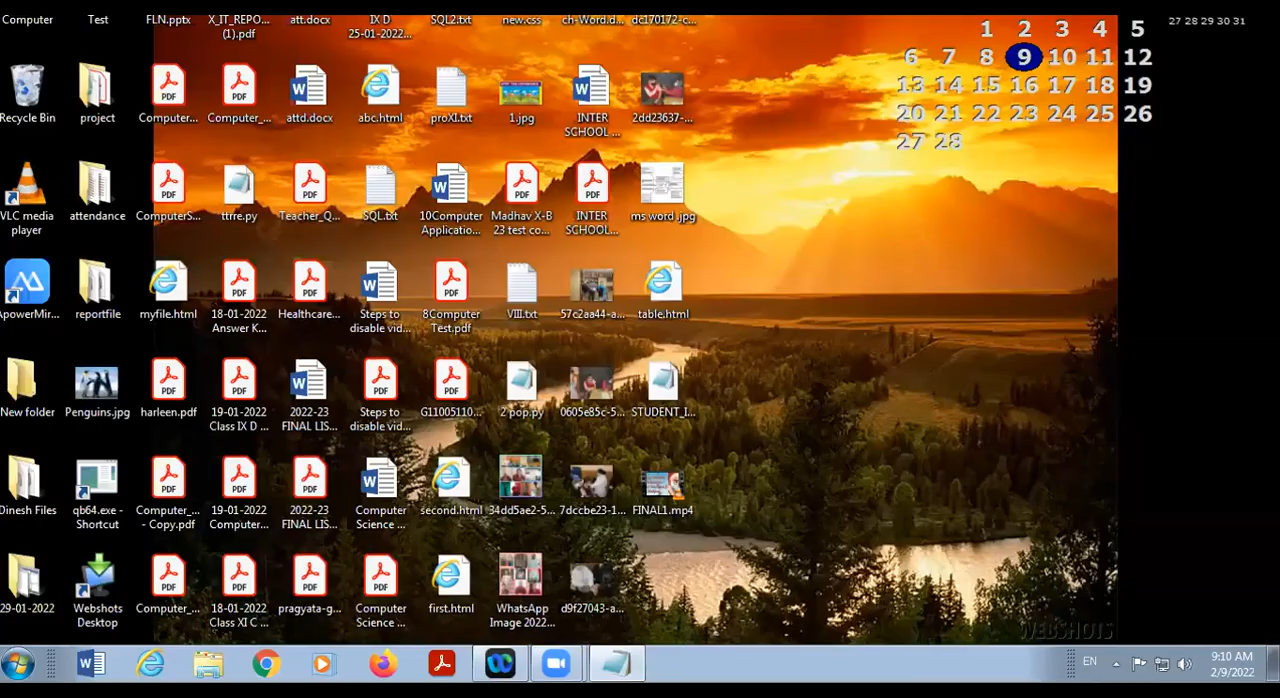 Computer
Test
FLN.pptx
X_IT_REPO...
(1).pdf
att.docx
IX D
25-01-2022...
SQL2.txt
new.css
ch-Word.d...
dc170172-c...
1 2 3 4 5
6 7 8 9 10 11 12
13 14 15 16 17 18 19
20 21 22 23 24 25 26
27 28
27 28 29 30 31
Recycle Bin
project
Computer...
Computer_...
attd.docx
abc.html
proXI.txt
1.jpg
INTER
SCHOOL ...
2dd23637-...
VLC media
player
attendance
ComputerS...
ttrre.py
Teacher_Q...
SQL.txt
10Computer
Applicatio...
Madhav X-B
23 test co...
INTER
SCHOOL...
ms word .jpg
ApowerMir...
reportfile
myfile.html
18-01-2022
Answer K...
Healthcare...
Steps to
disable vid...
8Computer
Test.pdf
VIII.txt
57c2aa44-a...
table.html
New folder
Penguins.jpg
harleen.pdf
19-01-2022
Class IX D ...
2022-23
FINAL LIS...
Steps to
disable vid...
G11005110...
2 pop.py
0605e85c-5...
STUDENT_I...
Dinesh Files
qb64.exe -
Shortcut
Computer_...
- Copy.pdf
19-01-2022
Computer...
2022-23
FINAL LIS...
Computer
Science ...
second.html
34dd5ae2-5...
7dccbe23-1...
FINAL1.mp4
29-01-2022
Webshots
Desktop
Computer_...
18-01-2022
Class XI C ...
pragyata-g...
Computer
Science ...
first.html
WhatsApp
Image 2022...
d9f27043-a...
WEBSHOTS
EN
9:10 AM
2/9/2022